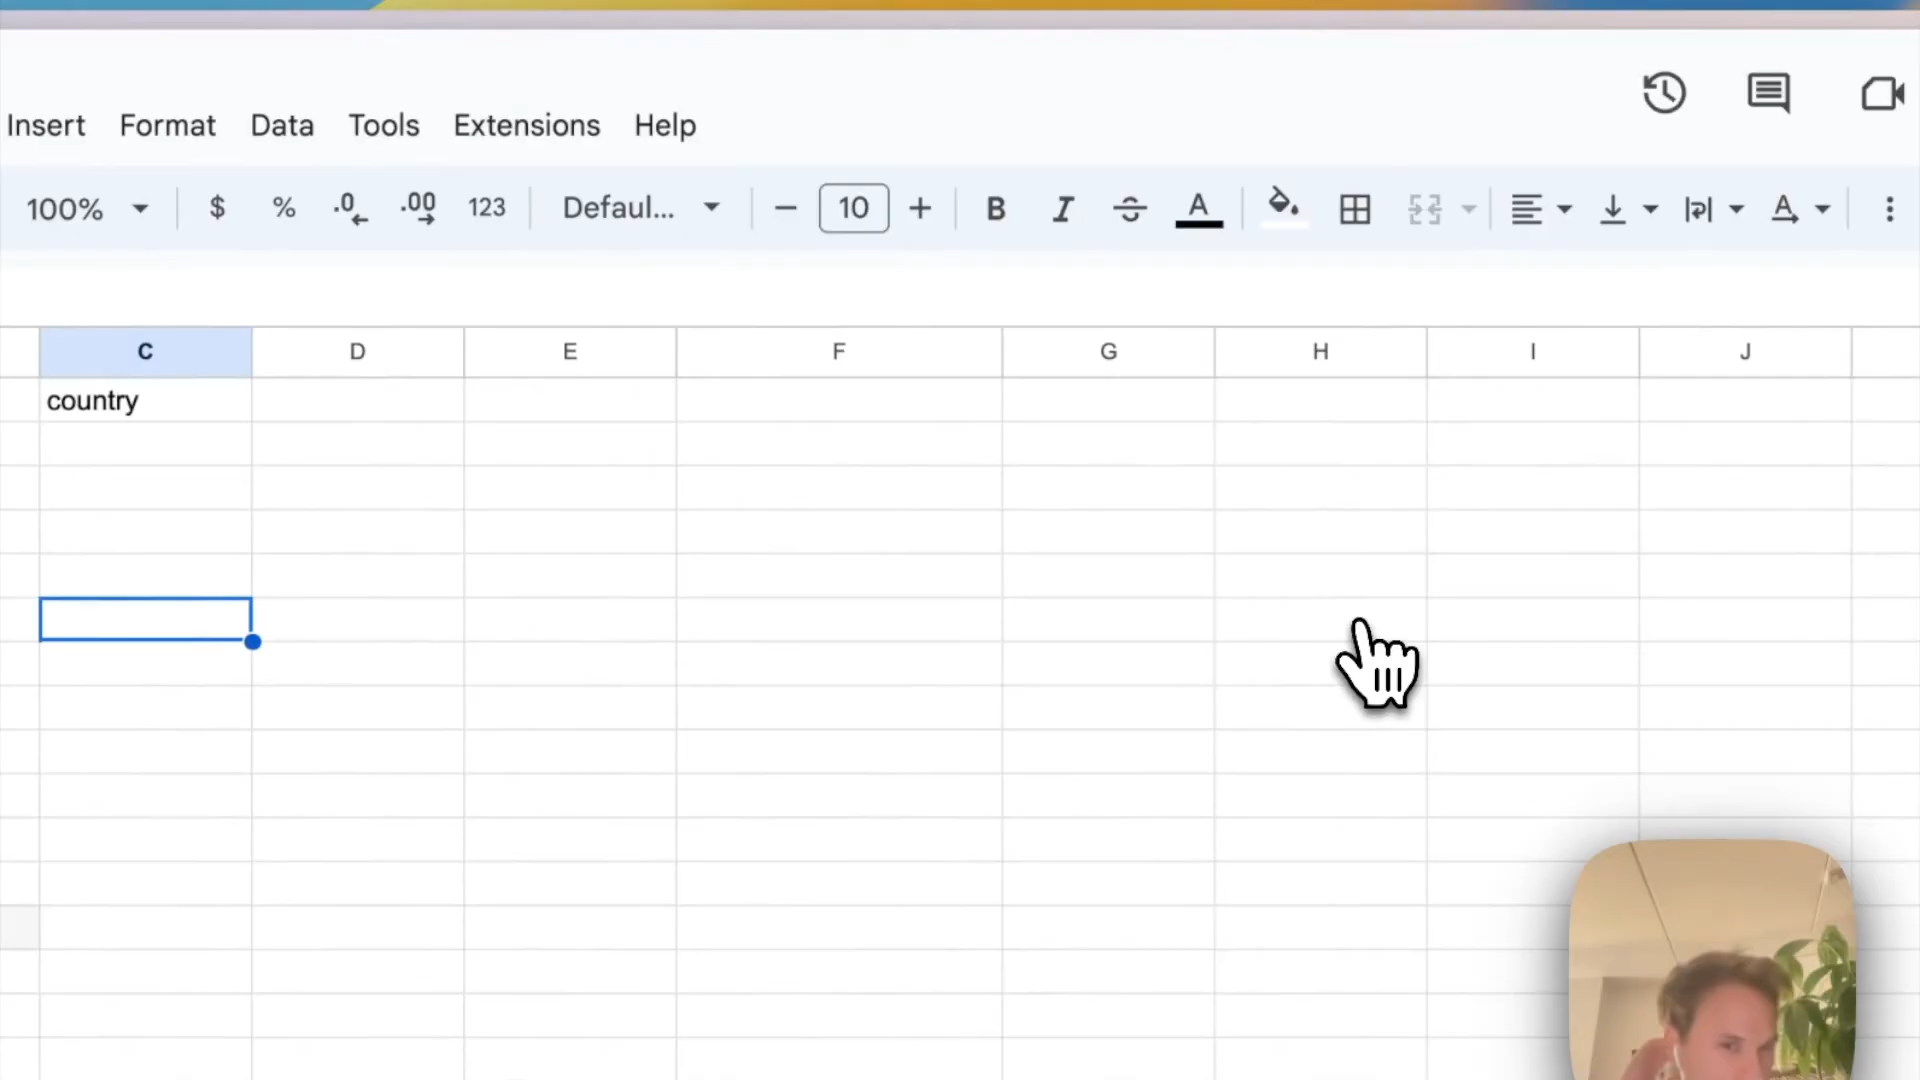 Insert Format Data Tools Extensions Help
100% $ % .0 .00 123 Defaul... 10 B I A A
C D E F G H I J
country